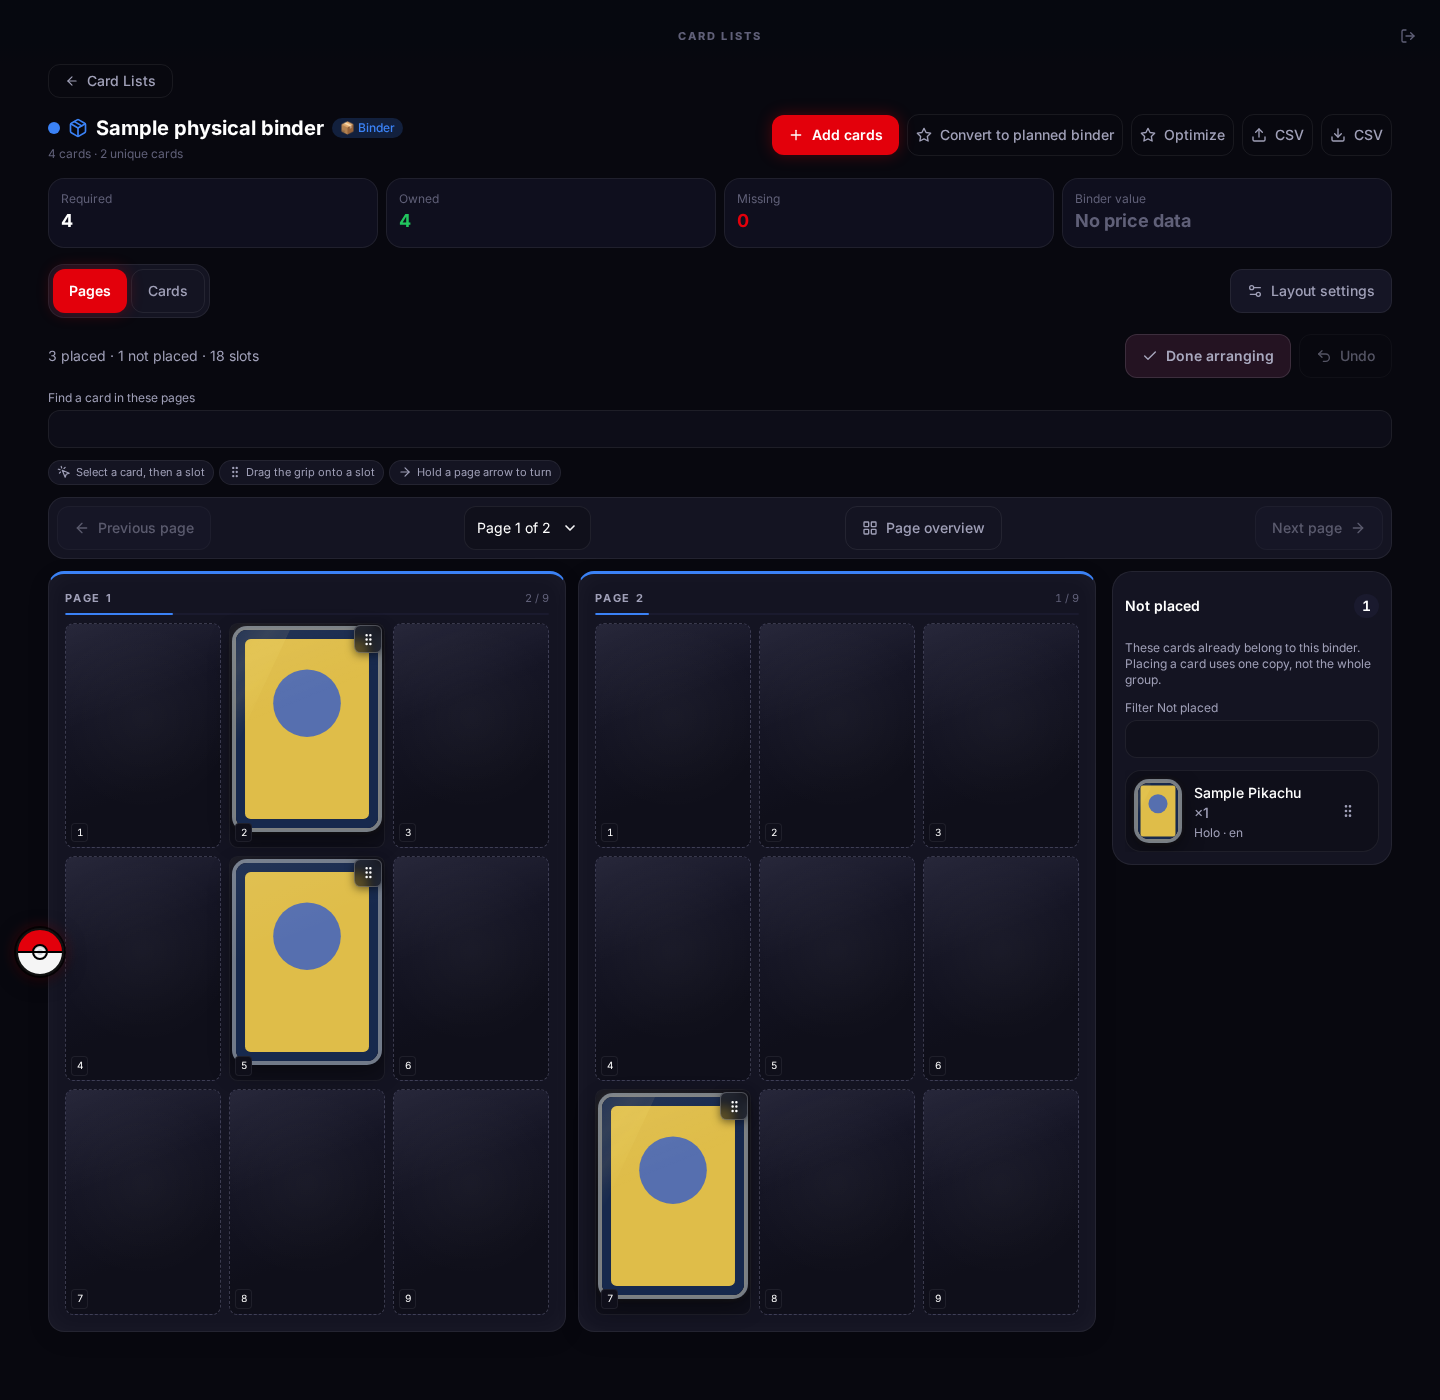 CARD LISTS
Card Lists
Sample physical binder
📦 Binder
4 cards · 2 unique cards
Add cards
Convert to planned binder
Optimize
CSV
CSV
Required
4
Owned
4
Missing
0
Binder value
No price data
Pages
Cards
Layout settings
3 placed · 1 not placed · 18 slots
Done arranging
Undo
Find a card in these pages
Select a card, then a slot
Drag the grip onto a slot
Hold a page arrow to turn
Previous page
Page 1 of 2
Page overview
Next page
PAGE 1
2 / 9
1
2
3
4
5
6
7
8
9
PAGE 2
1 / 9
1
2
3
4
5
6
7
8
9
Not placed
1
These cards already belong to this binder.
Placing a card uses one copy, not the whole
group.
Filter Not placed
Sample Pikachu
×1
Holo · en